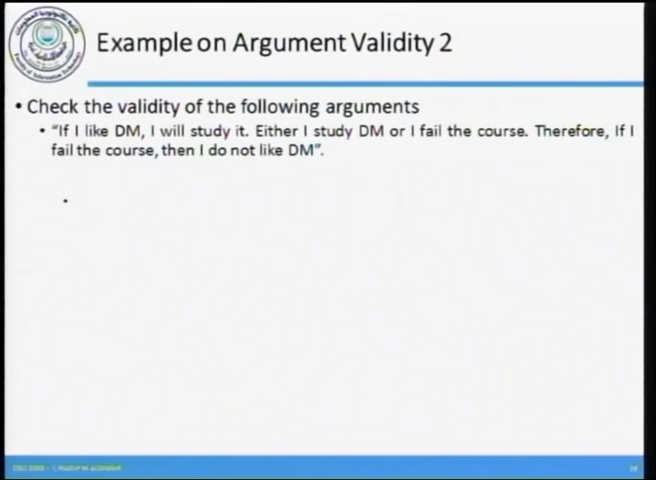 Example on Argument Validity 2
• Check the validity of the following arguments
• "If I like DM, I will study it. Either I study DM or I fail the course. Therefore, If I
fail the course, then I do not like DM".